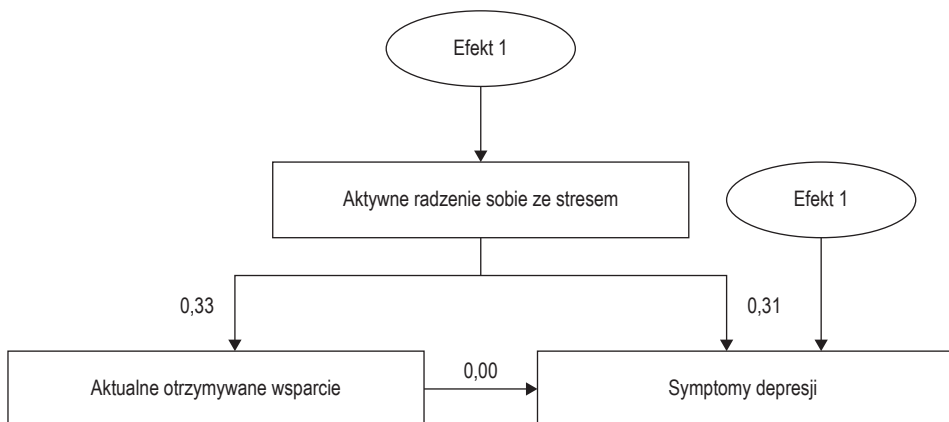 Efekt 1
Aktywne radzenie sobie ze stresem
Efekt 1
0,33
0,31
Aktualne otrzymywane wsparcie
0,00
Symptomy depresji